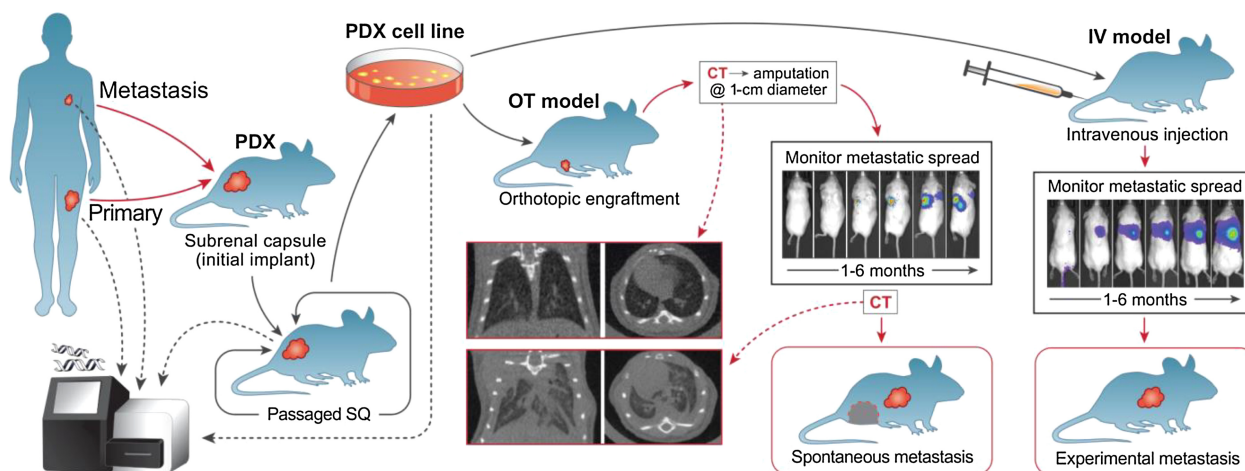 Metastasis
Primary
PDX
Subrenal capsule
(initial implant)
Passaged SQ
PDX cell line
OT model
Orthotopic engraftment
CT → amputation
@ 1-cm diameter
Monitor metastatic spread
1-6 months
CT
Spontaneous metastasis
IV model
Intravenous injection
Monitor metastatic spread
1-6 months
Experimental metastasis